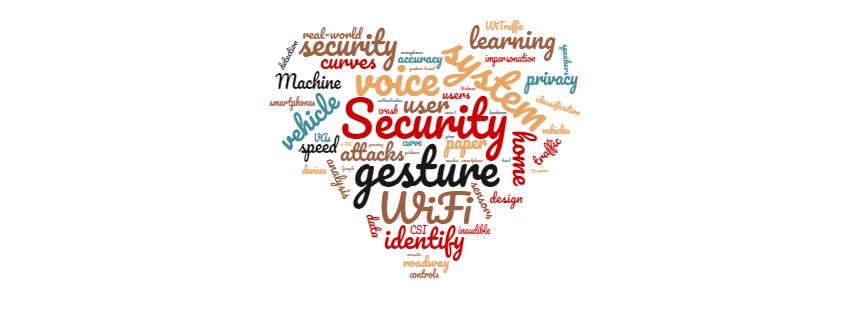 WiTraffic
real-world
learning
security
detection
speakers
accuracy
impersonation
curves
system
voice
Machine
privacy
users
smartphones
authentication
user
classification
vehicle
crash
Security
vehicles
VAs
home
curve
paper
traffic
speed
attacks
gesture
devices
analysis
sensors
design
WiFi
data
CSI
inaudible
identify
roadway
controls